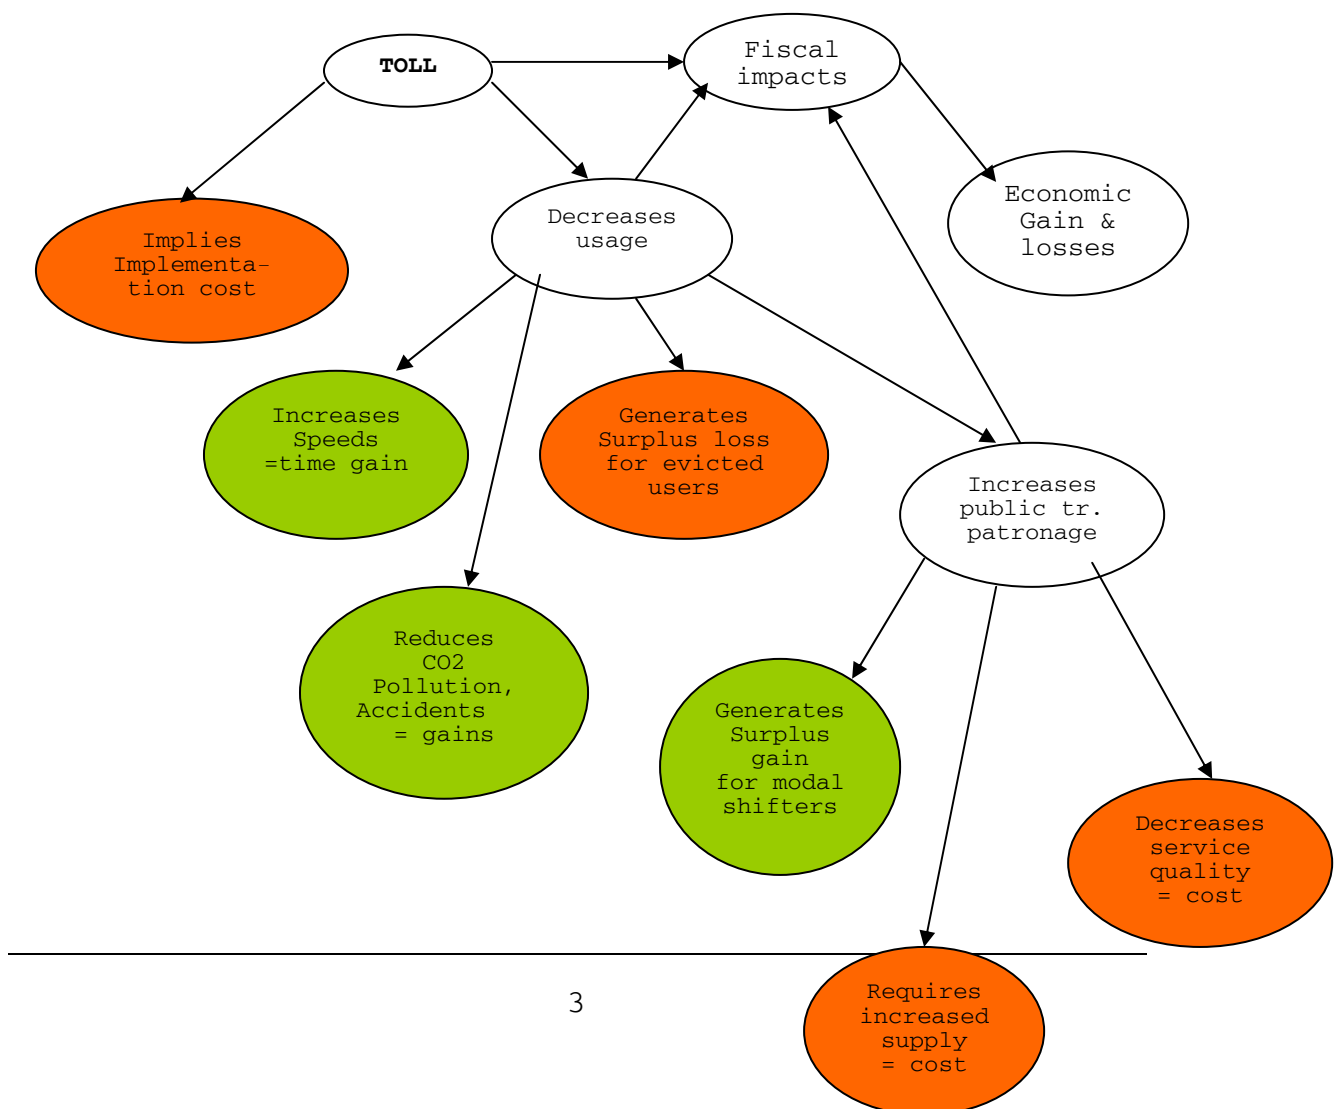 TOLL
Fiscal
impacts
Economic
Gain &
losses
Decreases
usage
Implies
Implementa-
tion cost
Increases
Speeds
=time gain
Generates
Surplus loss
for evicted
users
Increases
public tr.
patronage
Reduces
CO2
Pollution,
Accidents
= gains
Generates
Surplus
gain
for modal
shifters
Decreases
service
quality
= cost
Requires
increased
supply
= cost
3